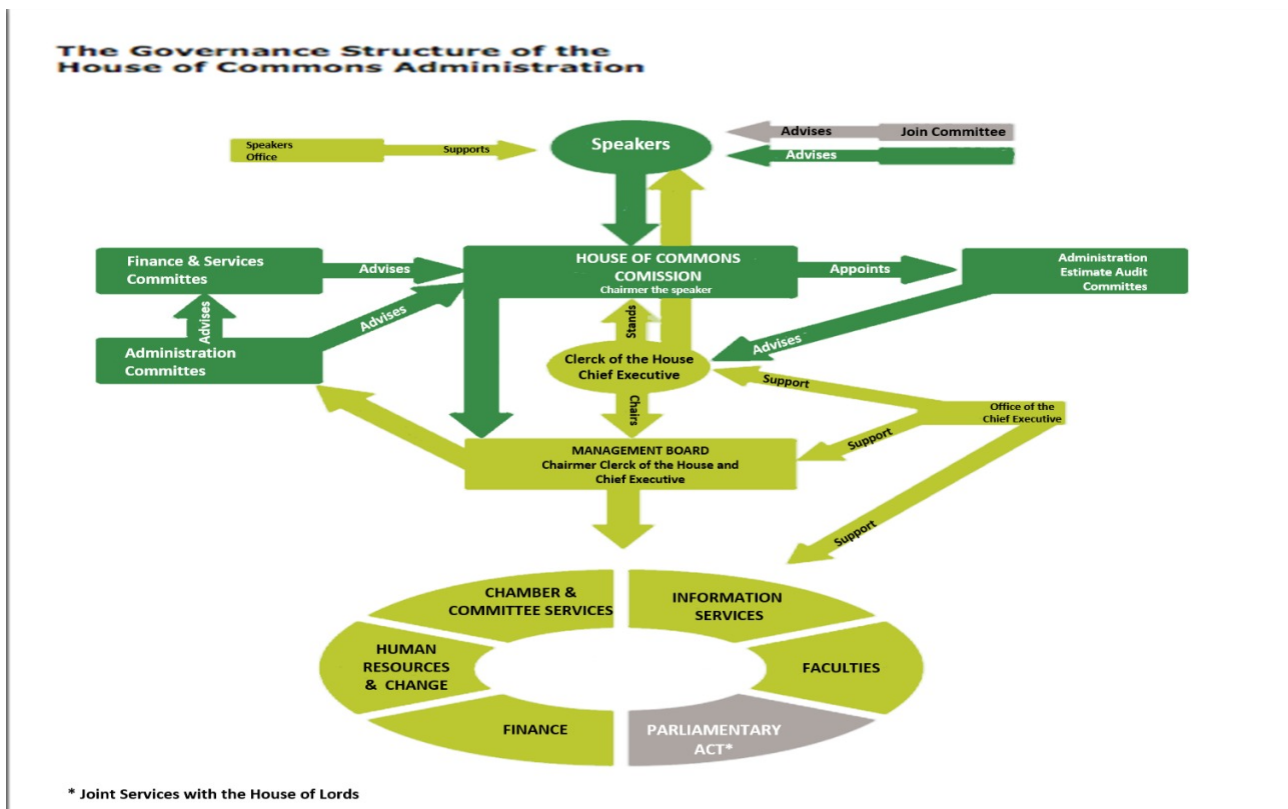 The Governance Structure of the
House of Commons Administration
Speakers
Office
Supports
Speakers
Advises
Join Committee
Advises
Finance & Services
Committes
Advises
HOUSE OF COMMONS
COMISSION
Chairmer the speaker
Appoints
Administration
Estimate Audit
Committes
Advises
Advises
Stands
Advises
Administration
Committes
Clerck of the House
Chief Executive
Support
Chairs
Office of the
Chief Executive
Support
MANAGEMENT BOARD
Chairmer Clerck of the House and
Chief Executive
Support
CHAMBER &
COMMITTEE SERVICES
INFORMATION
SERVICES
HUMAN
RESOURCES
& CHANGE
FACULTIES
FINANCE
PARLIAMENTARY
ACT*
* Joint Services with the House of Lords